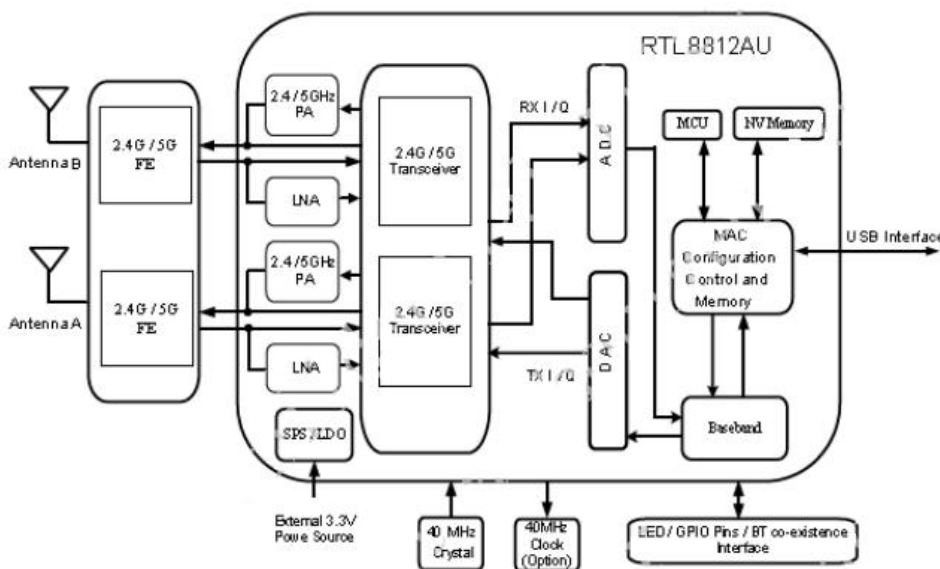 RTL8812AU
2.4 / 5GHz
PA
RX I / Q
ADC
MCU
NV Memory
2.4G / 5G
FE
Antenna B
2.4G / 5G
Transceiver
LNA
MAC
Configuration
Control and
Memory
USB Interface
2.4 / 5GHz
PA
2.4G / 5G
FE
Antenna A
2.4G / 5G
Transceiver
LNA
TX I / Q
DAC
Baseband
SPS / LDO
External 3.3V
Powe Source
40 MHz
Crystal
40MHz
Clock
(Option)
LED / GPIO Pins / BT co-existence
Interface